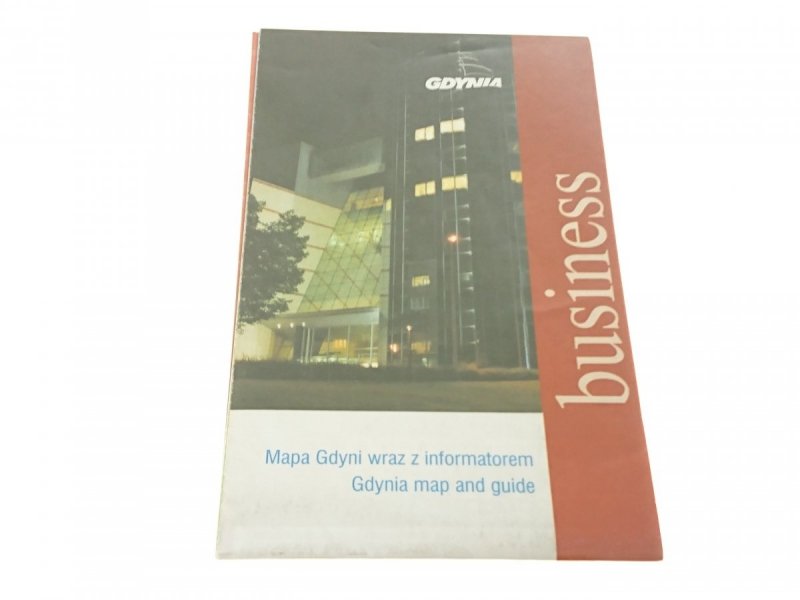 GDYNIA
business
Mapa Gdyni wraz z informatorem
Gdynia map and guide